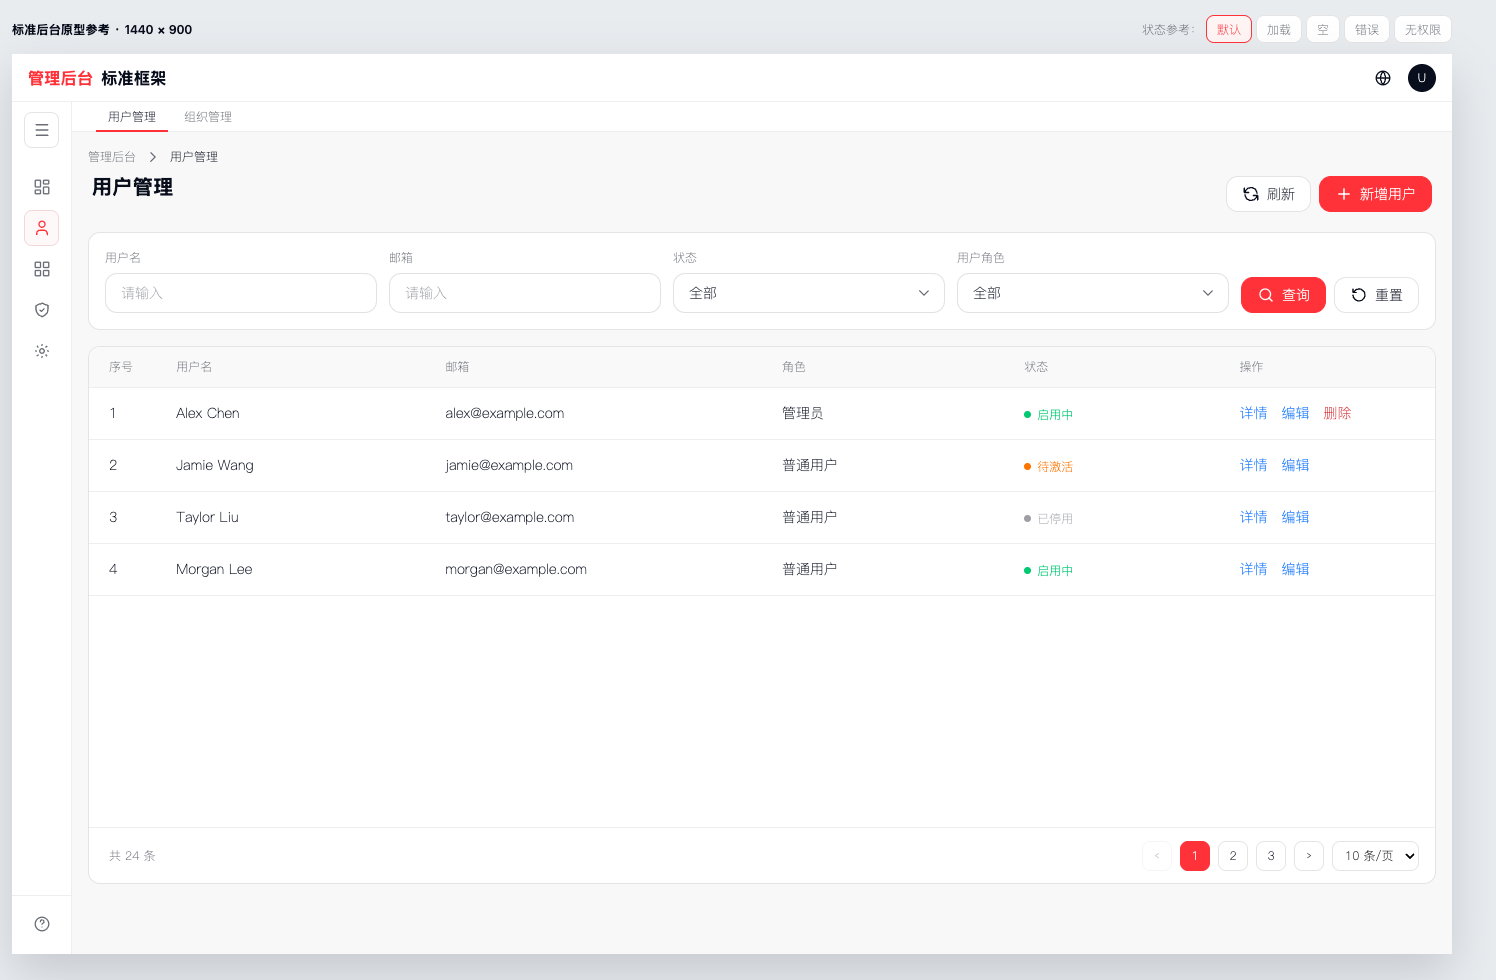 标准后台原型参考 · 1440 × 900
状态参考: 默认 加载 空 错误 无权限
管理后台 标准框架
U
用户管理 组织管理
管理后台 > 用户管理
用户管理
刷新 新增用户
用户名 邮箱 状态 用户角色
请输入 请输入 全部 全部 查询 重置
序号 用户名 邮箱 角色 状态 操作
1 Alex Chen alex@example.com 管理员 启用中 详情 编辑 删除
2 Jamie Wang jamie@example.com 普通用户 待激活 详情 编辑
3 Taylor Liu taylor@example.com 普通用户 已停用 详情 编辑
4 Morgan Lee morgan@example.com 普通用户 启用中 详情 编辑
共 24 条 < 1 2 3 > 10 条/页